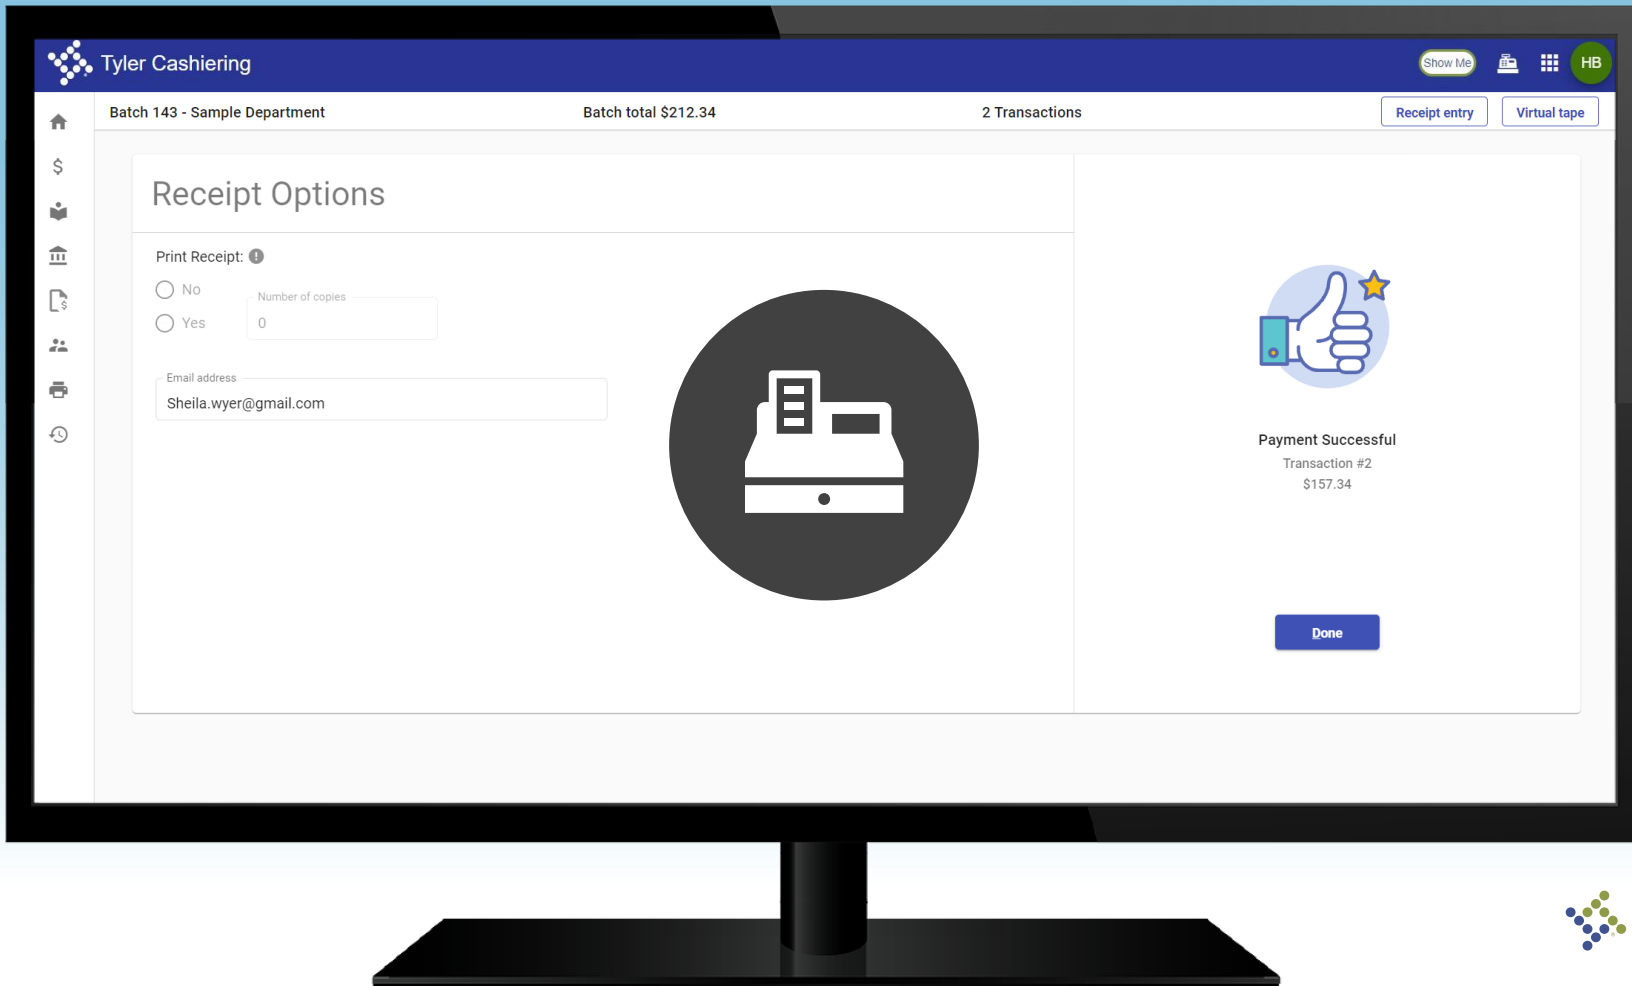 Tyler Cashiering
Show Me
HB
Batch 143 - Sample Department
Batch total $212.34
2 Transactions
Receipt entry
Virtual tape
Receipt Options
Print Receipt:
No
Yes
Number of copies
0
Email address
Sheila.wyer@gmail.com
Payment Successful
Transaction #2
$157.34
Done